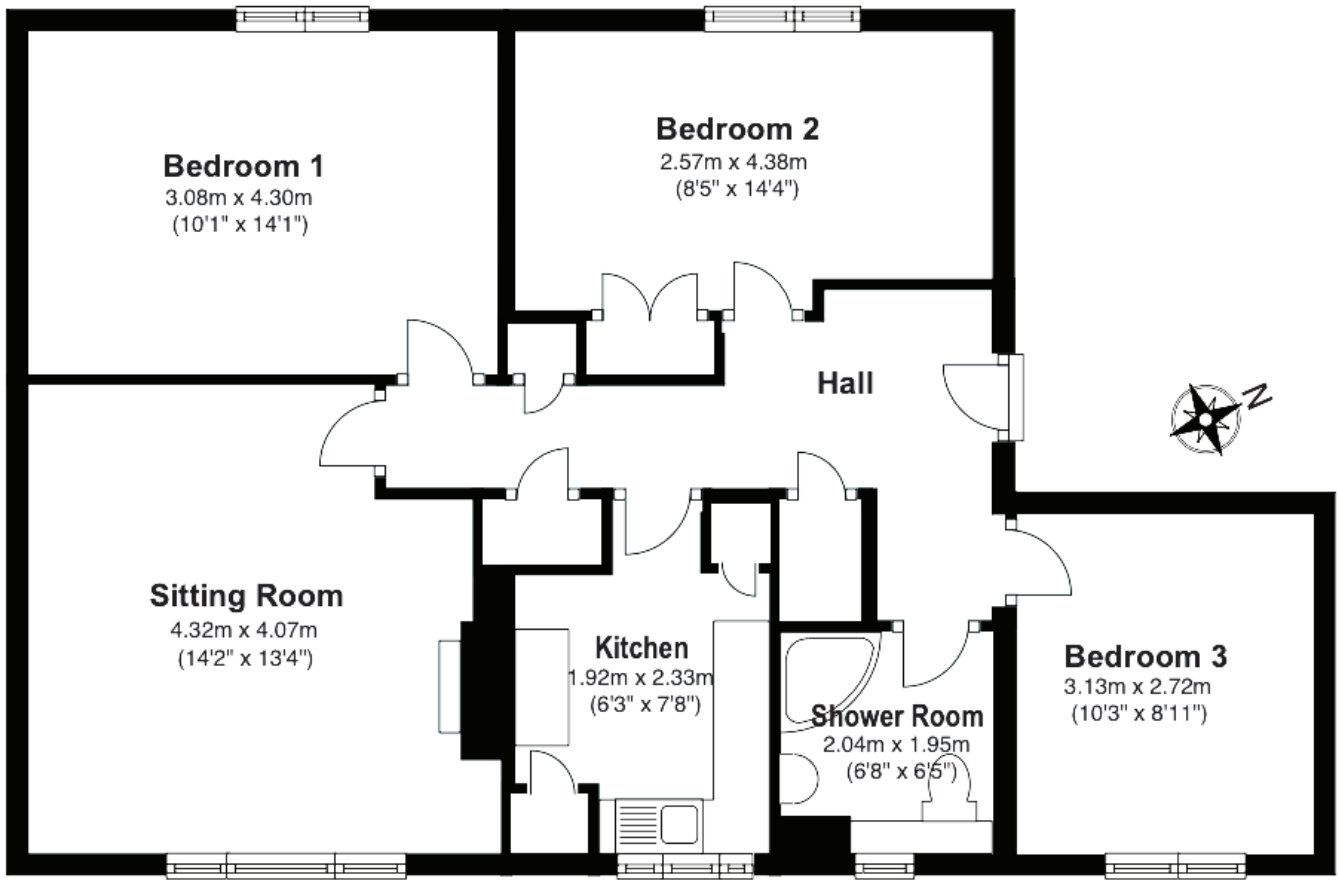 Bedroom 1
3.08m x 4.30m
(10'1" x 14'1")
Bedroom 2
2.57m x 4.38m
(8'5" x 14'4")
Hall
N
Sitting Room
4.32m x 4.07m
(14'2" x 13'4")
Kitchen
1.92m x 2.33m
(6'3" x 7'8")
Shower Room
2.04m x 1.95m
(6'8" x 6'5")
Bedroom 3
3.13m x 2.72m
(10'3" x 8'11")